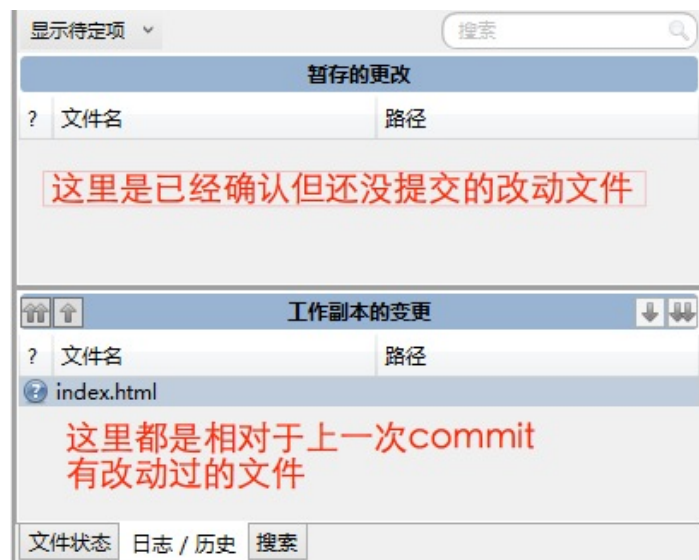 显示待定项 搜索
暂存的更改
? 文件名 路径
这里是已经确认但还没提交的改动文件
工作副本的变更
? 文件名 路径
? index.html
这里都是相对于上一次commit
有改动过的文件
文件状态 日志 / 历史 搜索